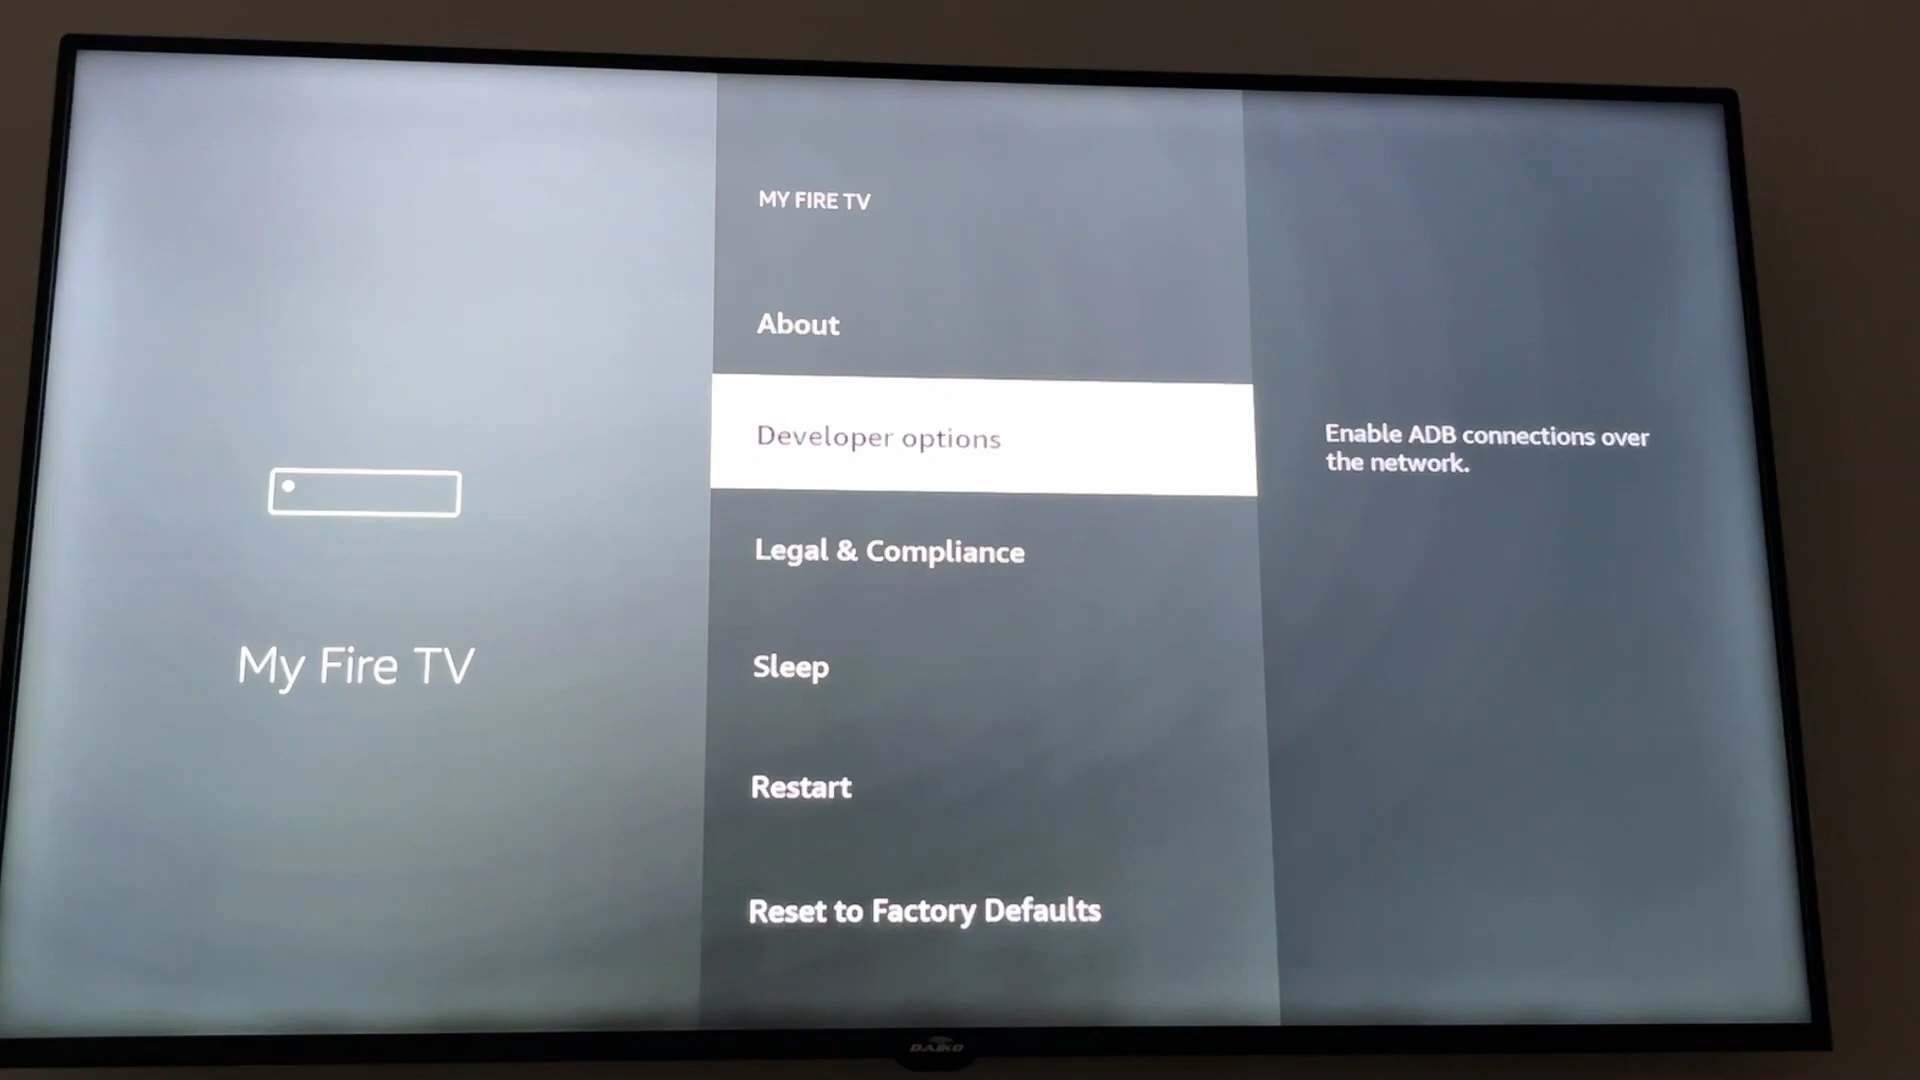 MY FIRE TV
About
Developer options
Enable ADB connections over
the network.
Legal & Compliance
My Fire TV
Sleep
Restart
Reset to Factory Defaults
DAIKO